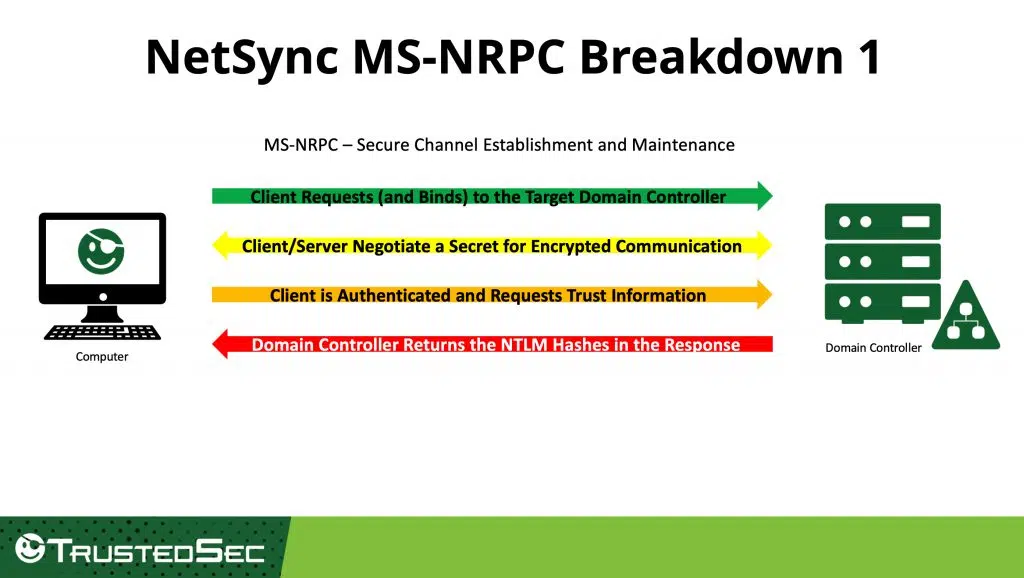 NetSync MS-NRPC Breakdown 1
MS-NRPC – Secure Channel Establishment and Maintenance
Client Requests (and Binds) to the Target Domain Controller
Client/Server Negotiate a Secret for Encrypted Communication
Client is Authenticated and Requests Trust Information
Domain Controller Returns the NTLM Hashes in the Response
Computer
Domain Controller
TRUSTEDSEC